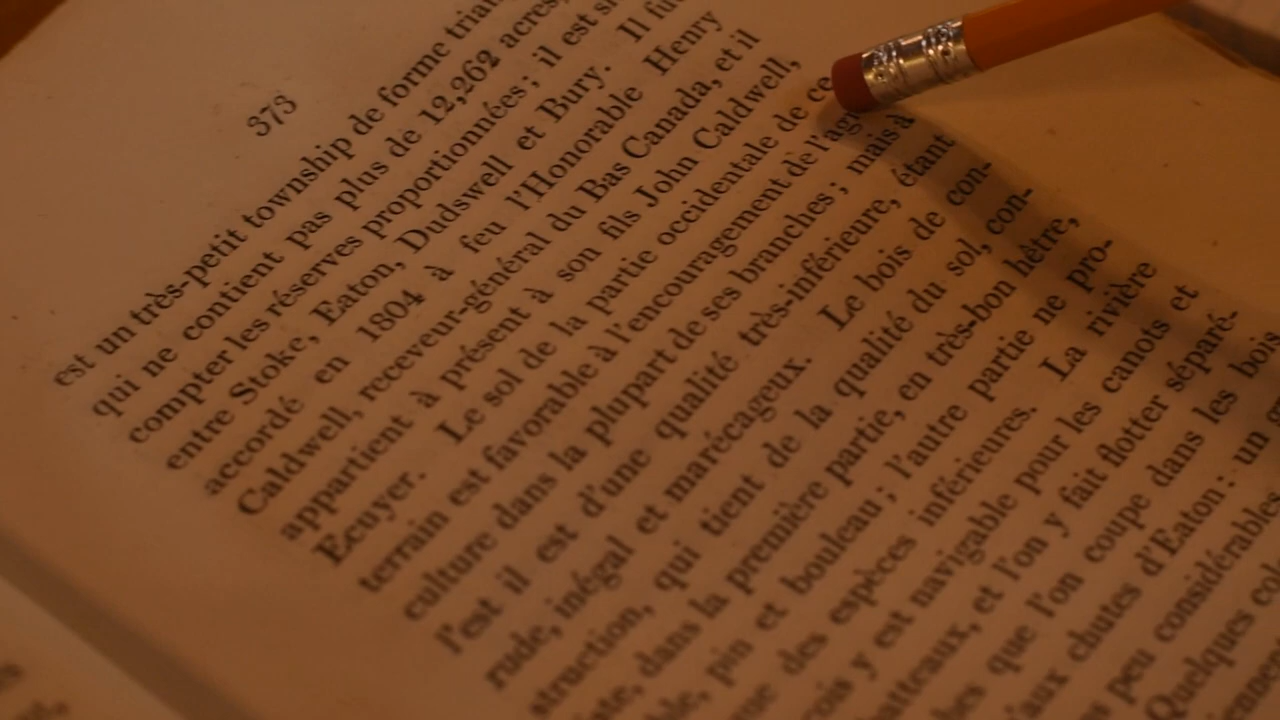 373
est un très-petit township de forme trian
qui ne contient pas plus de 12,262 acres,
compter les réserves proportionnées; il est si
entre Stoke, Eaton, Dudswell et Bury. Il fu
accordé en 1804 à feu l'Honorable Henry
Caldwell, receveur-général du Bas Canada, et il
appartient à présent à son fils John Caldwell,
Ecuyer. Le sol de la partie occidentale de ce
terrain est favorable à l'encouragement de l'agr
culture dans la plupart de ses branches; mais à
l'est il est d'une qualité très-inférieure, étant
rude, inégal et marécageux. Le bois de con-
struction, qui tient de la qualité du sol, con-
dans la première partie, en très-bon hêtre,
pin et bouleau; l'autre partie ne pro-
des espèces inférieures. La rivière
y est navigable pour les canots et
et l'on y fait flotter séparé-
que l'on coupe dans les bois
chutes d'Eaton: un
peu considérables
Quelques